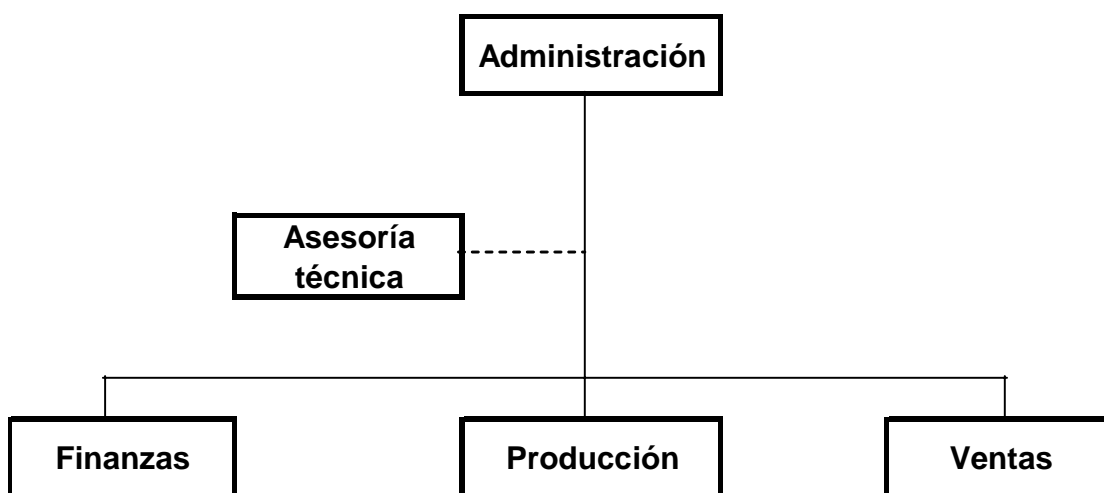 Administración
Asesoría
técnica
Finanzas
Producción
Ventas